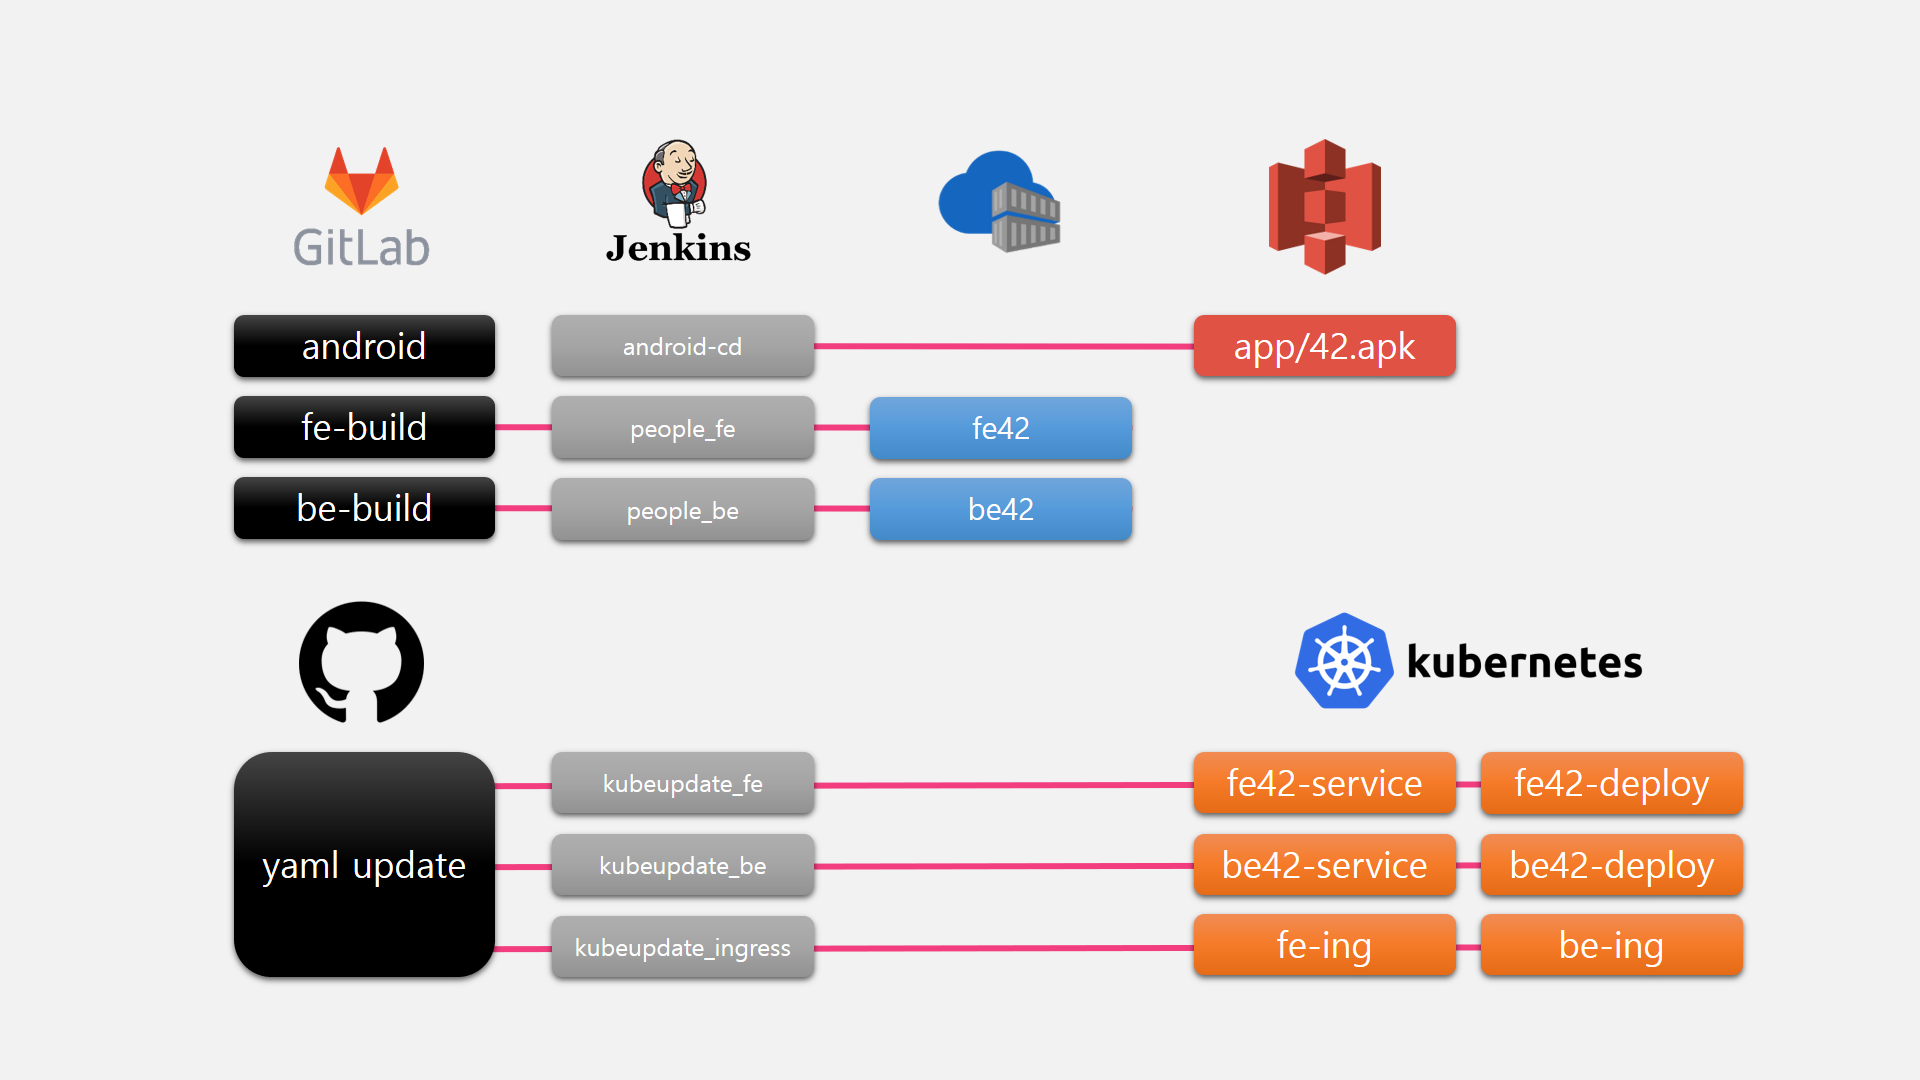 GitLab
Jenkins
android
android-cd
app/42.apk
fe-build
people_fe
fe42
be-build
people_be
be42
kubernetes
yaml update
kubeupdate_fe
fe42-service
fe42-deploy
kubeupdate_be
be42-service
be42-deploy
kubeupdate_ingress
fe-ing
be-ing